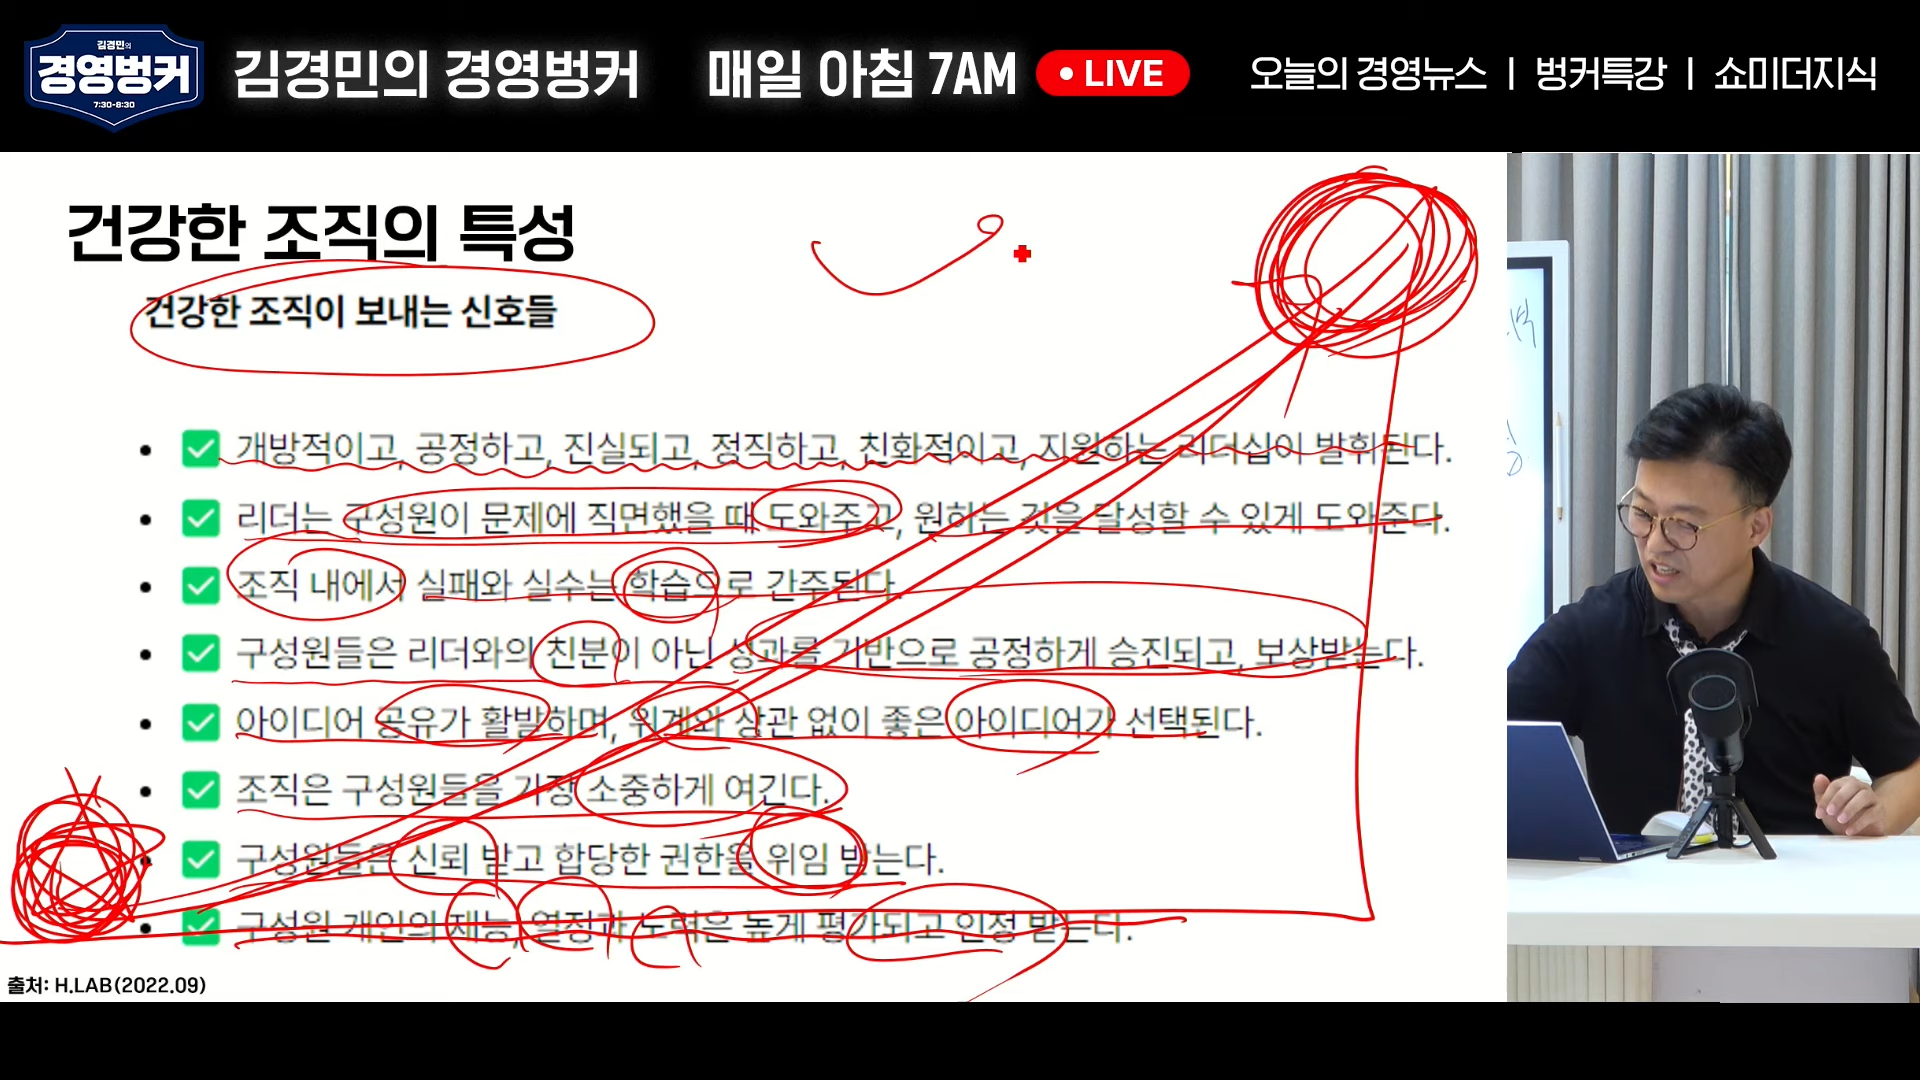 김경민의
경영벙커
7:30-8:30
김경민의 경영벙커 매일 아침 7AM • LIVE 오늘의 경영뉴스 | 벙커특강 | 쇼미더지식
건강한 조직의 특성
건강한 조직이 보내는 신호들
• ✅ 개방적이고, 공정하고, 진실되고, 정직하고, 친화적이고, 지원하는 리더십이 발휘된다.
• ✅ 리더는 구성원이 문제에 직면했을 때 도와주고, 원하는 것을 달성할 수 있게 도와준다.
• ✅ 조직 내에서 실패와 실수는 학습으로 간주된다.
• ✅ 구성원들은 리더와의 친분이 아닌 성과를 기반으로 공정하게 승진되고, 보상받는다.
• ✅ 아이디어 공유가 활발하며, 위계와 상관 없이 좋은 아이디어가 선택된다.
• ✅ 조직은 구성원들을 가장 소중하게 여긴다.
• ✅ 구성원들은 신뢰 받고 합당한 권한을 위임 받는다.
• ✅ 구성원 개인의 재능, 열정과 노력은 높게 평가되고 인정 받는다.
출처: H.LAB(2022.09)